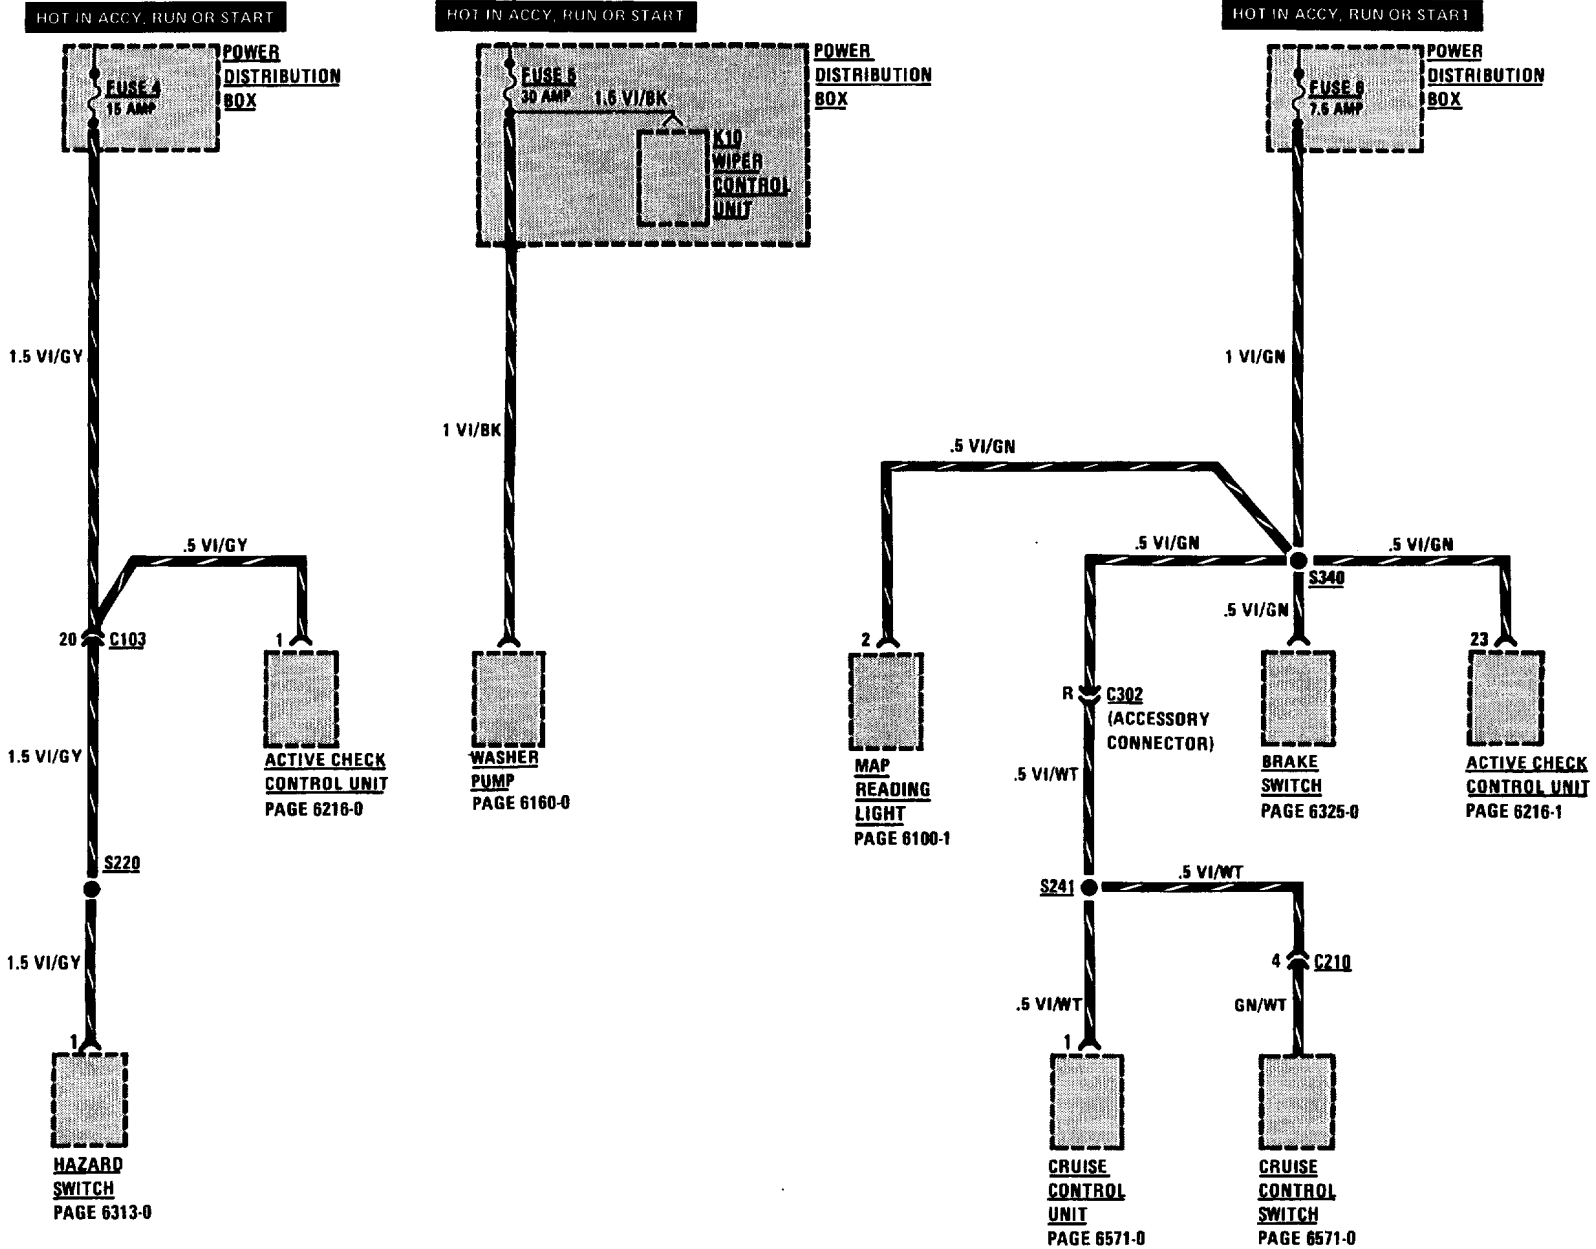 HOT IN ACCY, RUN OR START
POWER
DISTRIBUTION
BOX
FUSE 4
15 AMP
1.5 VI/GY
.5 VI/GY
20
C103
1
ACTIVE CHECK
CONTROL UNIT
PAGE 6216-0
1.5 VI/GY
S220
1.5 VI/GY
1
HAZARD
SWITCH
PAGE 6313-0
HOT IN ACCY, RUN OR START
POWER
DISTRIBUTION
BOX
FUSE 5
30 AMP
1.5 VI/BK
K10
WIPER
CONTROL
UNIT
1 VI/BK
WASHER
PUMP
PAGE 6160-0
HOT IN ACCY, RUN OR START
POWER
DISTRIBUTION
BOX
FUSE 6
7.5 AMP
1 VI/GN
.5 VI/GN
.5 VI/GN
.5 VI/GN
S340
.5 VI/GN
2
MAP
READING
LIGHT
PAGE 6100-1
R
C302
(ACCESSORY
CONNECTOR)
BRAKE
SWITCH
PAGE 6325-0
23
ACTIVE CHECK
CONTROL UNIT
PAGE 6216-1
.5 VI/WT
S241
.5 VI/WT
4
C210
.5 VI/WT
GN/WT
1
CRUISE
CONTROL
UNIT
PAGE 6571-0
CRUISE
CONTROL
SWITCH
PAGE 6571-0